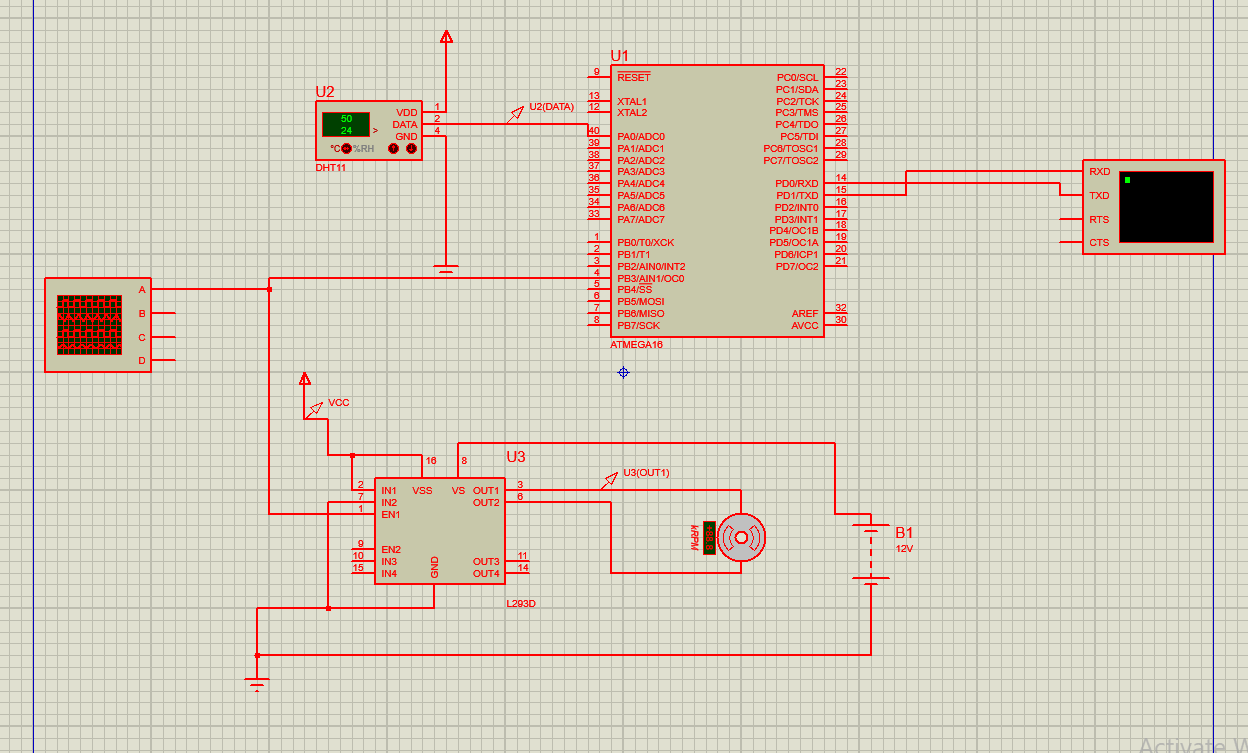 U2
50
24
>
°C %RH
VDD 1
DATA 2
GND 4
DHT11
U2(DATA)
U1
9 RESET
13 XTAL1
12 XTAL2
40 PA0/ADC0
39 PA1/ADC1
38 PA2/ADC2
37 PA3/ADC3
36 PA4/ADC4
35 PA5/ADC5
34 PA6/ADC6
33 PA7/ADC7
1 PB0/T0/XCK
2 PB1/T1
3 PB2/AIN0/INT2
4 PB3/AIN1/OC0
5 PB4/SS
6 PB5/MOSI
7 PB6/MISO
8 PB7/SCK
PC0/SCL 22
PC1/SDA 23
PC2/TCK 24
PC3/TMS 25
PC4/TDO 26
PC5/TDI 27
PC6/TOSC1 28
PC7/TOSC2 29
PD0/RXD 14
PD1/TXD 15
PD2/INT0 16
PD3/INT1 17
PD4/OC1B 18
PD5/OC1A 19
PD6/ICP1 20
PD7/OC2 21
AREF 32
AVCC 30
ATMEGA16
RXD
TXD
RTS
CTS
A
B
C
D
VCC
U3
16
8
2 IN1
7 IN2
1 EN1
9 EN2
10 IN3
15 IN4
VSS
VS
GND
OUT1 3
OUT2 6
OUT3 11
OUT4 14
L293D
U3(OUT1)
kRPM
B1
12V
Activate W